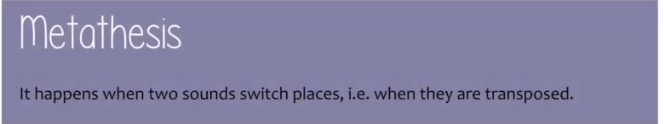 Metathesis
It happens when two sounds switch places, i.e. when they are transposed.